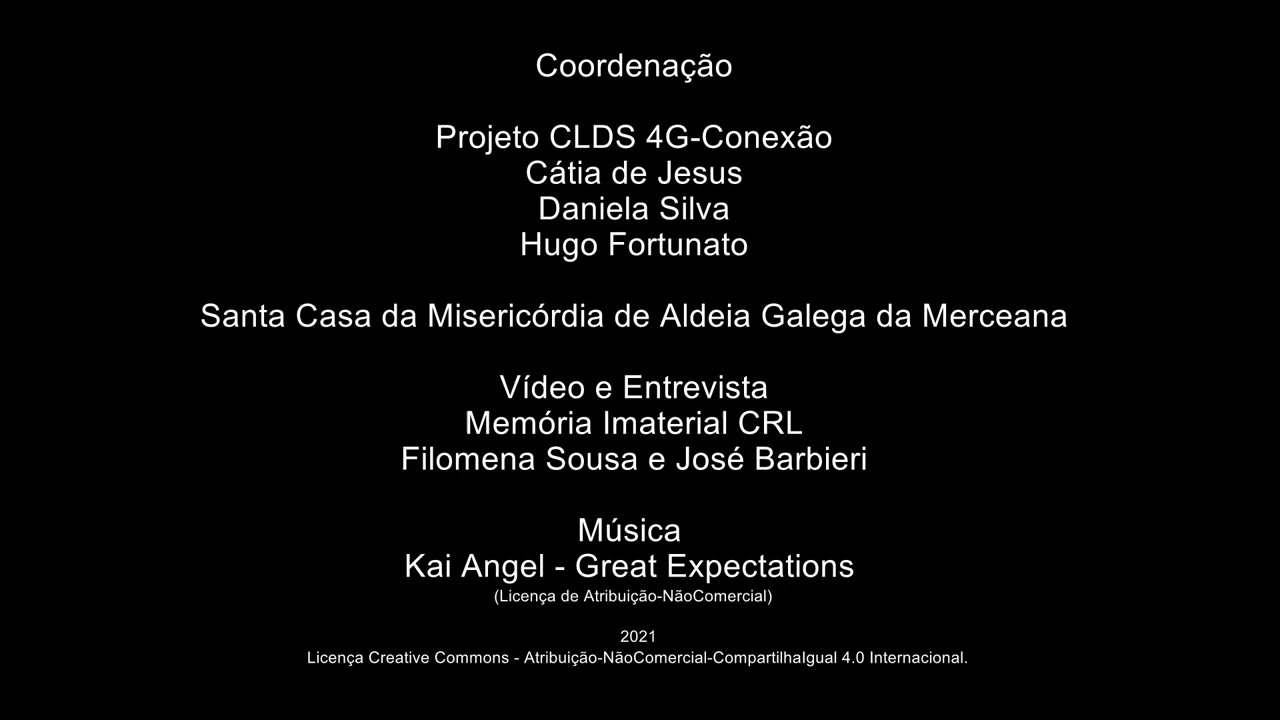 Coordenação
Projeto CLDS 4G-Conexão
Cátia de Jesus
Daniela Silva
Hugo Fortunato
Santa Casa da Misericórdia de Aldeia Galega da Merceana
Vídeo e Entrevista
Memória Imaterial CRL
Filomena Sousa e José Barbieri
Música
Kai Angel - Great Expectations
(Licença de Atribuição-NãoComercial)
2021
Licença Creative Commons - Atribuição-NãoComercial-CompartilhaIgual 4.0 Internacional.